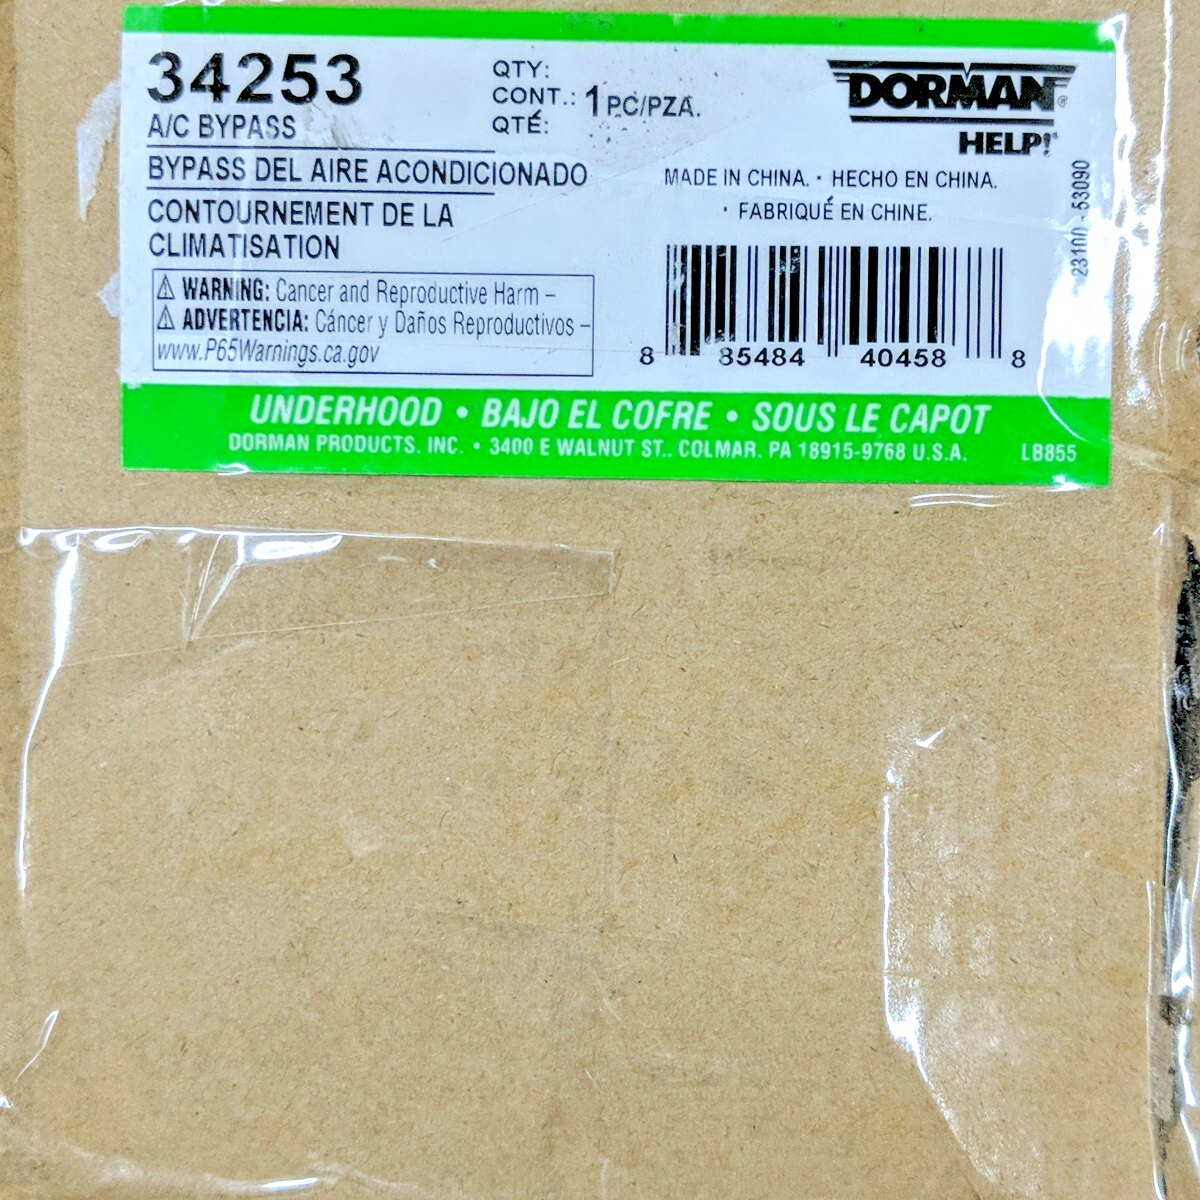 34253
A/C BYPASS
BYPASS DEL AIRE ACONDICIONADO
CONTOURNEMENT DE LA
CLIMATISATION
QTY:
CONT.: 1 PC/PZA.
QTÉ:
DORMAN®
HELP!®
MADE IN CHINA. · HECHO EN CHINA.
· FABRIQUÉ EN CHINE.
23100 - 53090
⚠ WARNING: Cancer and Reproductive Harm –
⚠ ADVERTENCIA: Cáncer y Daños Reproductivos –
www.P65Warnings.ca.gov
8 85484 40458 8
UNDERHOOD • BAJO EL COFRE • SOUS LE CAPOT
DORMAN PRODUCTS, INC. • 3400 E WALNUT ST., COLMAR, PA 18915-9768 U.S.A. LB855